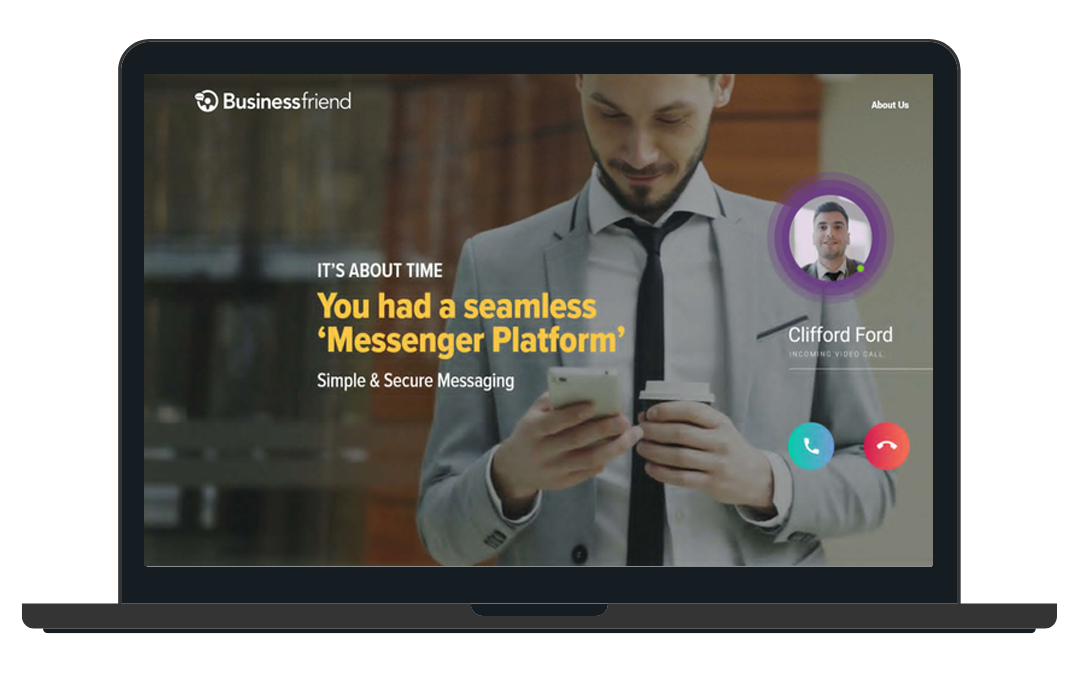 Businessfriend
About Us
IT'S ABOUT TIME
You had a seamless
‘Messenger Platform’
Simple & Secure Messaging
Clifford Ford
INCOMING VIDEO CALL.